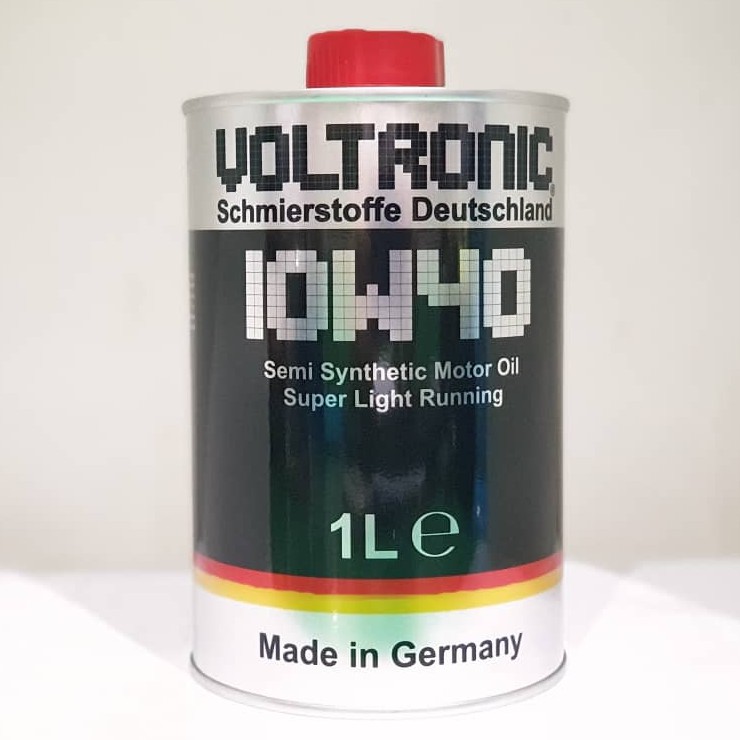 VOLTRONIC®
Schmierstoffe Deutschland
10W40
Semi Synthetic Motor Oil
Super Light Running
1L ℮
Made in Germany